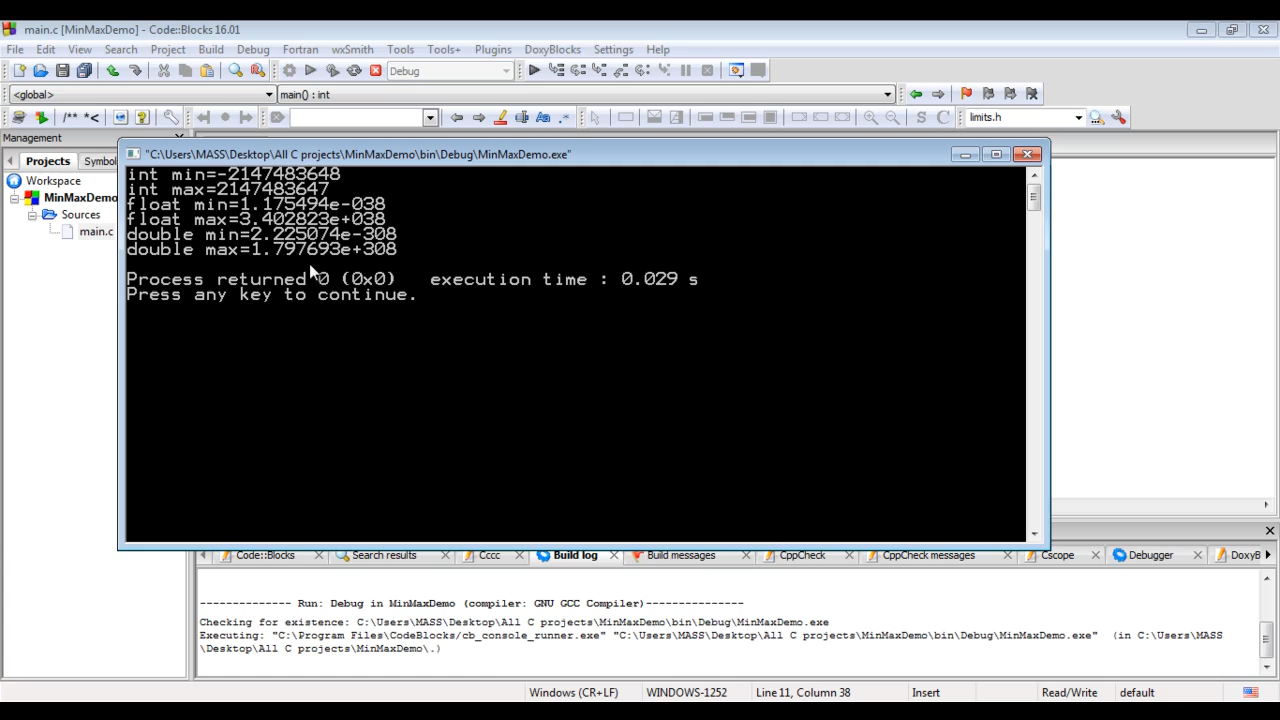 main.c [MinMaxDemo] - Code::Blocks 16.01
File Edit View Search Project Build Debug Fortran wxSmith Tools Tools+ Plugins DoxyBlocks Settings Help
Debug
<global> main() : int
/** *< Aa .* S C limits.h
Management
Projects Symbol
Workspace
MinMaxDemo
Sources
main.c
"C:\Users\MASS\Desktop\All C projects\MinMaxDemo\bin\Debug\MinMaxDemo.exe"
int min=-2147483648
int max=2147483647
float min=1.175494e-038
float max=3.402823e+038
double min=2.225074e-308
double max=1.797693e+308
Process returned 0 (0x0) execution time : 0.029 s
Press any key to continue.
Code::Blocks Search results Cccc Build log Build messages CppCheck CppCheck messages Cscope Debugger DoxyB
-------------- Run: Debug in MinMaxDemo (compiler: GNU GCC Compiler)---------------
Checking for existence: C:\Users\MASS\Desktop\All C projects\MinMaxDemo\bin\Debug\MinMaxDemo.exe
Executing: "C:\Program Files\CodeBlocks/cb_console_runner.exe" "C:\Users\MASS\Desktop\All C projects\MinMaxDemo\bin\Debug\MinMaxDemo.exe" (in C:\Users\MASS
\Desktop\All C projects\MinMaxDemo\.)
Windows (CR+LF) WINDOWS-1252 Line 11, Column 38 Insert Read/Write default